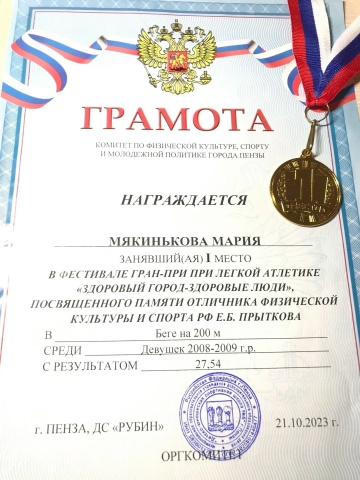 ГРАМОТА
КОМИТЕТ ПО ФИЗИЧЕСКОЙ КУЛЬТУРЕ, СПОРТУ
И МОЛОДЕЖНОЙ ПОЛИТИКЕ ГОРОДА ПЕНЗЫ
НАГРАЖДАЕТСЯ
МЯКИНЬКОВА МАРИЯ
ЗАНЯВШИЙ(АЯ) I МЕСТО
В ФЕСТИВАЛЕ ГРАН-ПРИ ПРИ ЛЕГКОЙ АТЛЕТИКЕ
«ЗДОРОВЫЙ ГОРОД-ЗДОРОВЫЕ ЛЮДИ»,
ПОСВЯЩЕННОГО ПАМЯТИ ОТЛИЧНИКА ФИЗИЧЕСКОЙ
КУЛЬТУРЫ И СПОРТА РФ Е.Б. ПРЫТКОВА
В Беге на 200 м
СРЕДИ Девушек 2008-2009 г.р.
С РЕЗУЛЬТАТОМ 27,54
г. ПЕНЗА, ДС «РУБИН» 21.10.2023 г.
ОРГКОМИТЕТ